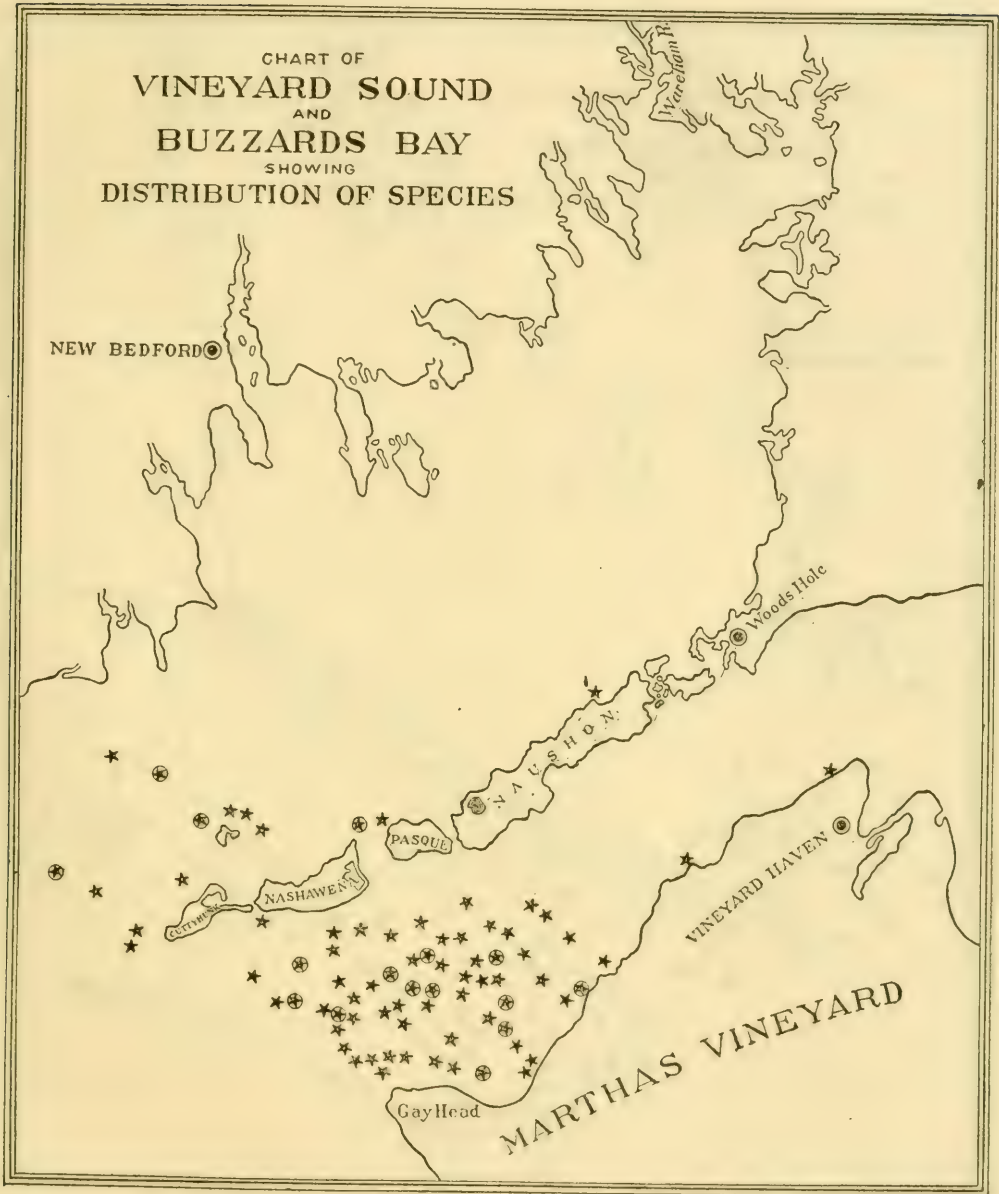 CHART OF
VINEYARD SOUND
AND
BUZZARDS BAY
SHOWING
DISTRIBUTION OF SPECIES
Wareham R.
NEW BEDFORD
Woods Hole
NAUSHON.
PASQUE
NASHAWENA
CUTTYHUNK
VINEYARD HAVEN
MARTHAS VINEYARD
Gay Head